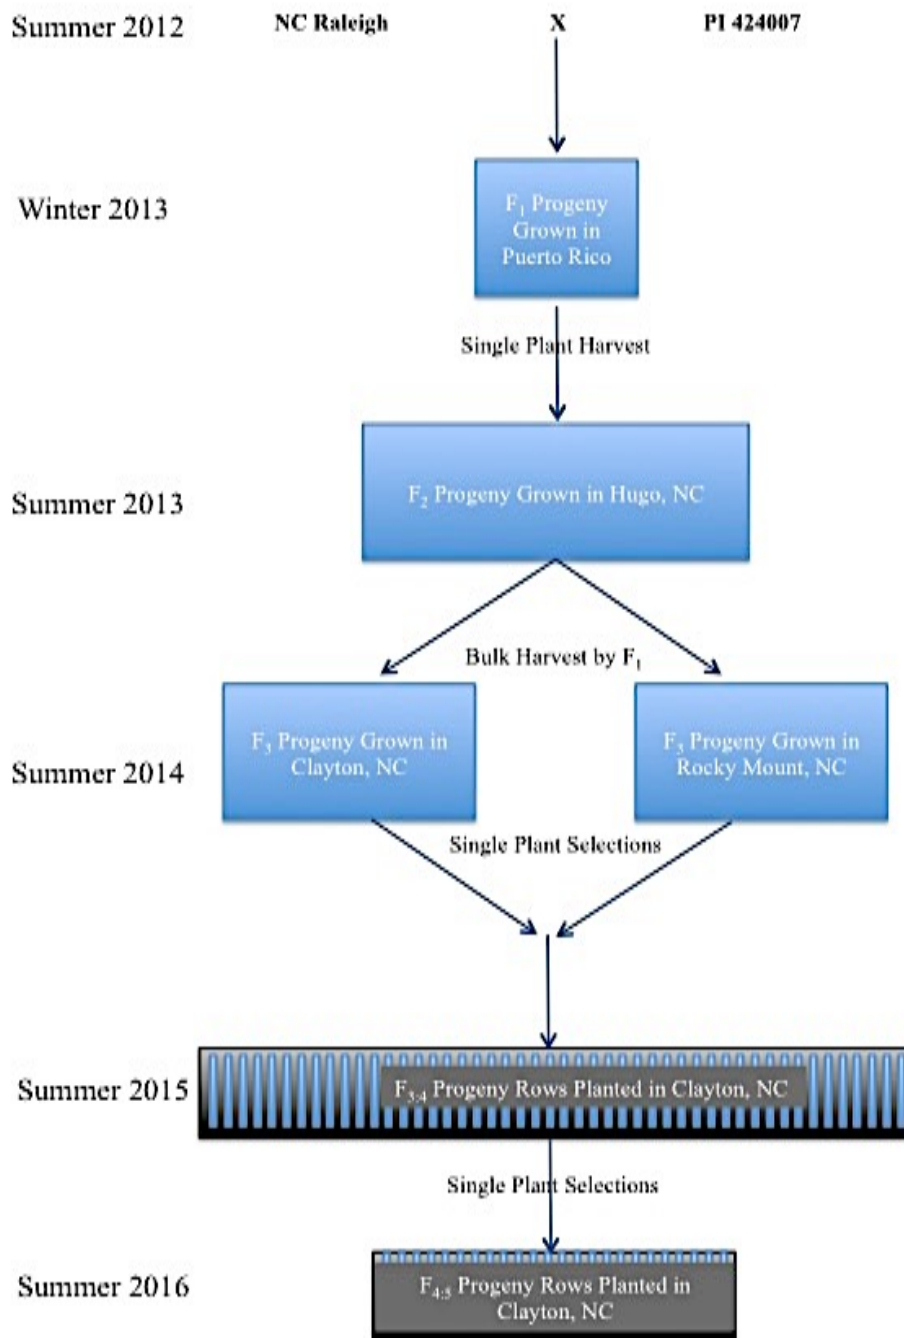 Summer 2012
NC Raleigh X PI 424007
Winter 2013
F₁ Progeny
Grown in
Puerto Rico
Single Plant Harvest
Summer 2013
F₂ Progeny Grown in Hugo, NC
Bulk Harvest by F₁
Summer 2014
F₃ Progeny Grown in
Clayton, NC
F₃ Progeny Grown in
Rocky Mount, NC
Single Plant Selections
Summer 2015
F₃:₄ Progeny Rows Planted in Clayton, NC
Single Plant Selections
Summer 2016
F₄:₅ Progeny Rows Planted in
Clayton, NC